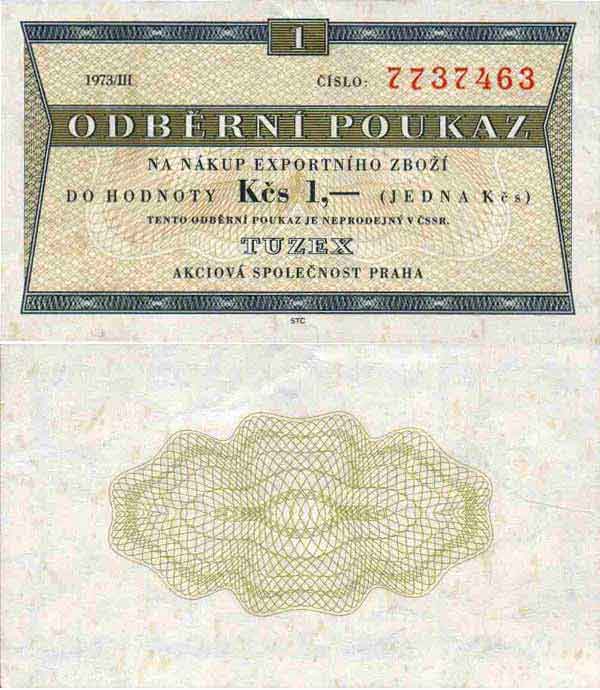 1
1973/III ČÍSLO: 7737463
ODBĚRNÍ POUKAZ
NA NÁKUP EXPORTNÍHO ZBOŽÍ
DO HODNOTY Kčs 1,— (JEDNA Kčs)
TENTO ODBĚRNÍ POUKAZ JE NEPRODEJNÝ V ČSSR.
TUZEX
AKCIOVÁ SPOLEČNOST PRAHA
STC